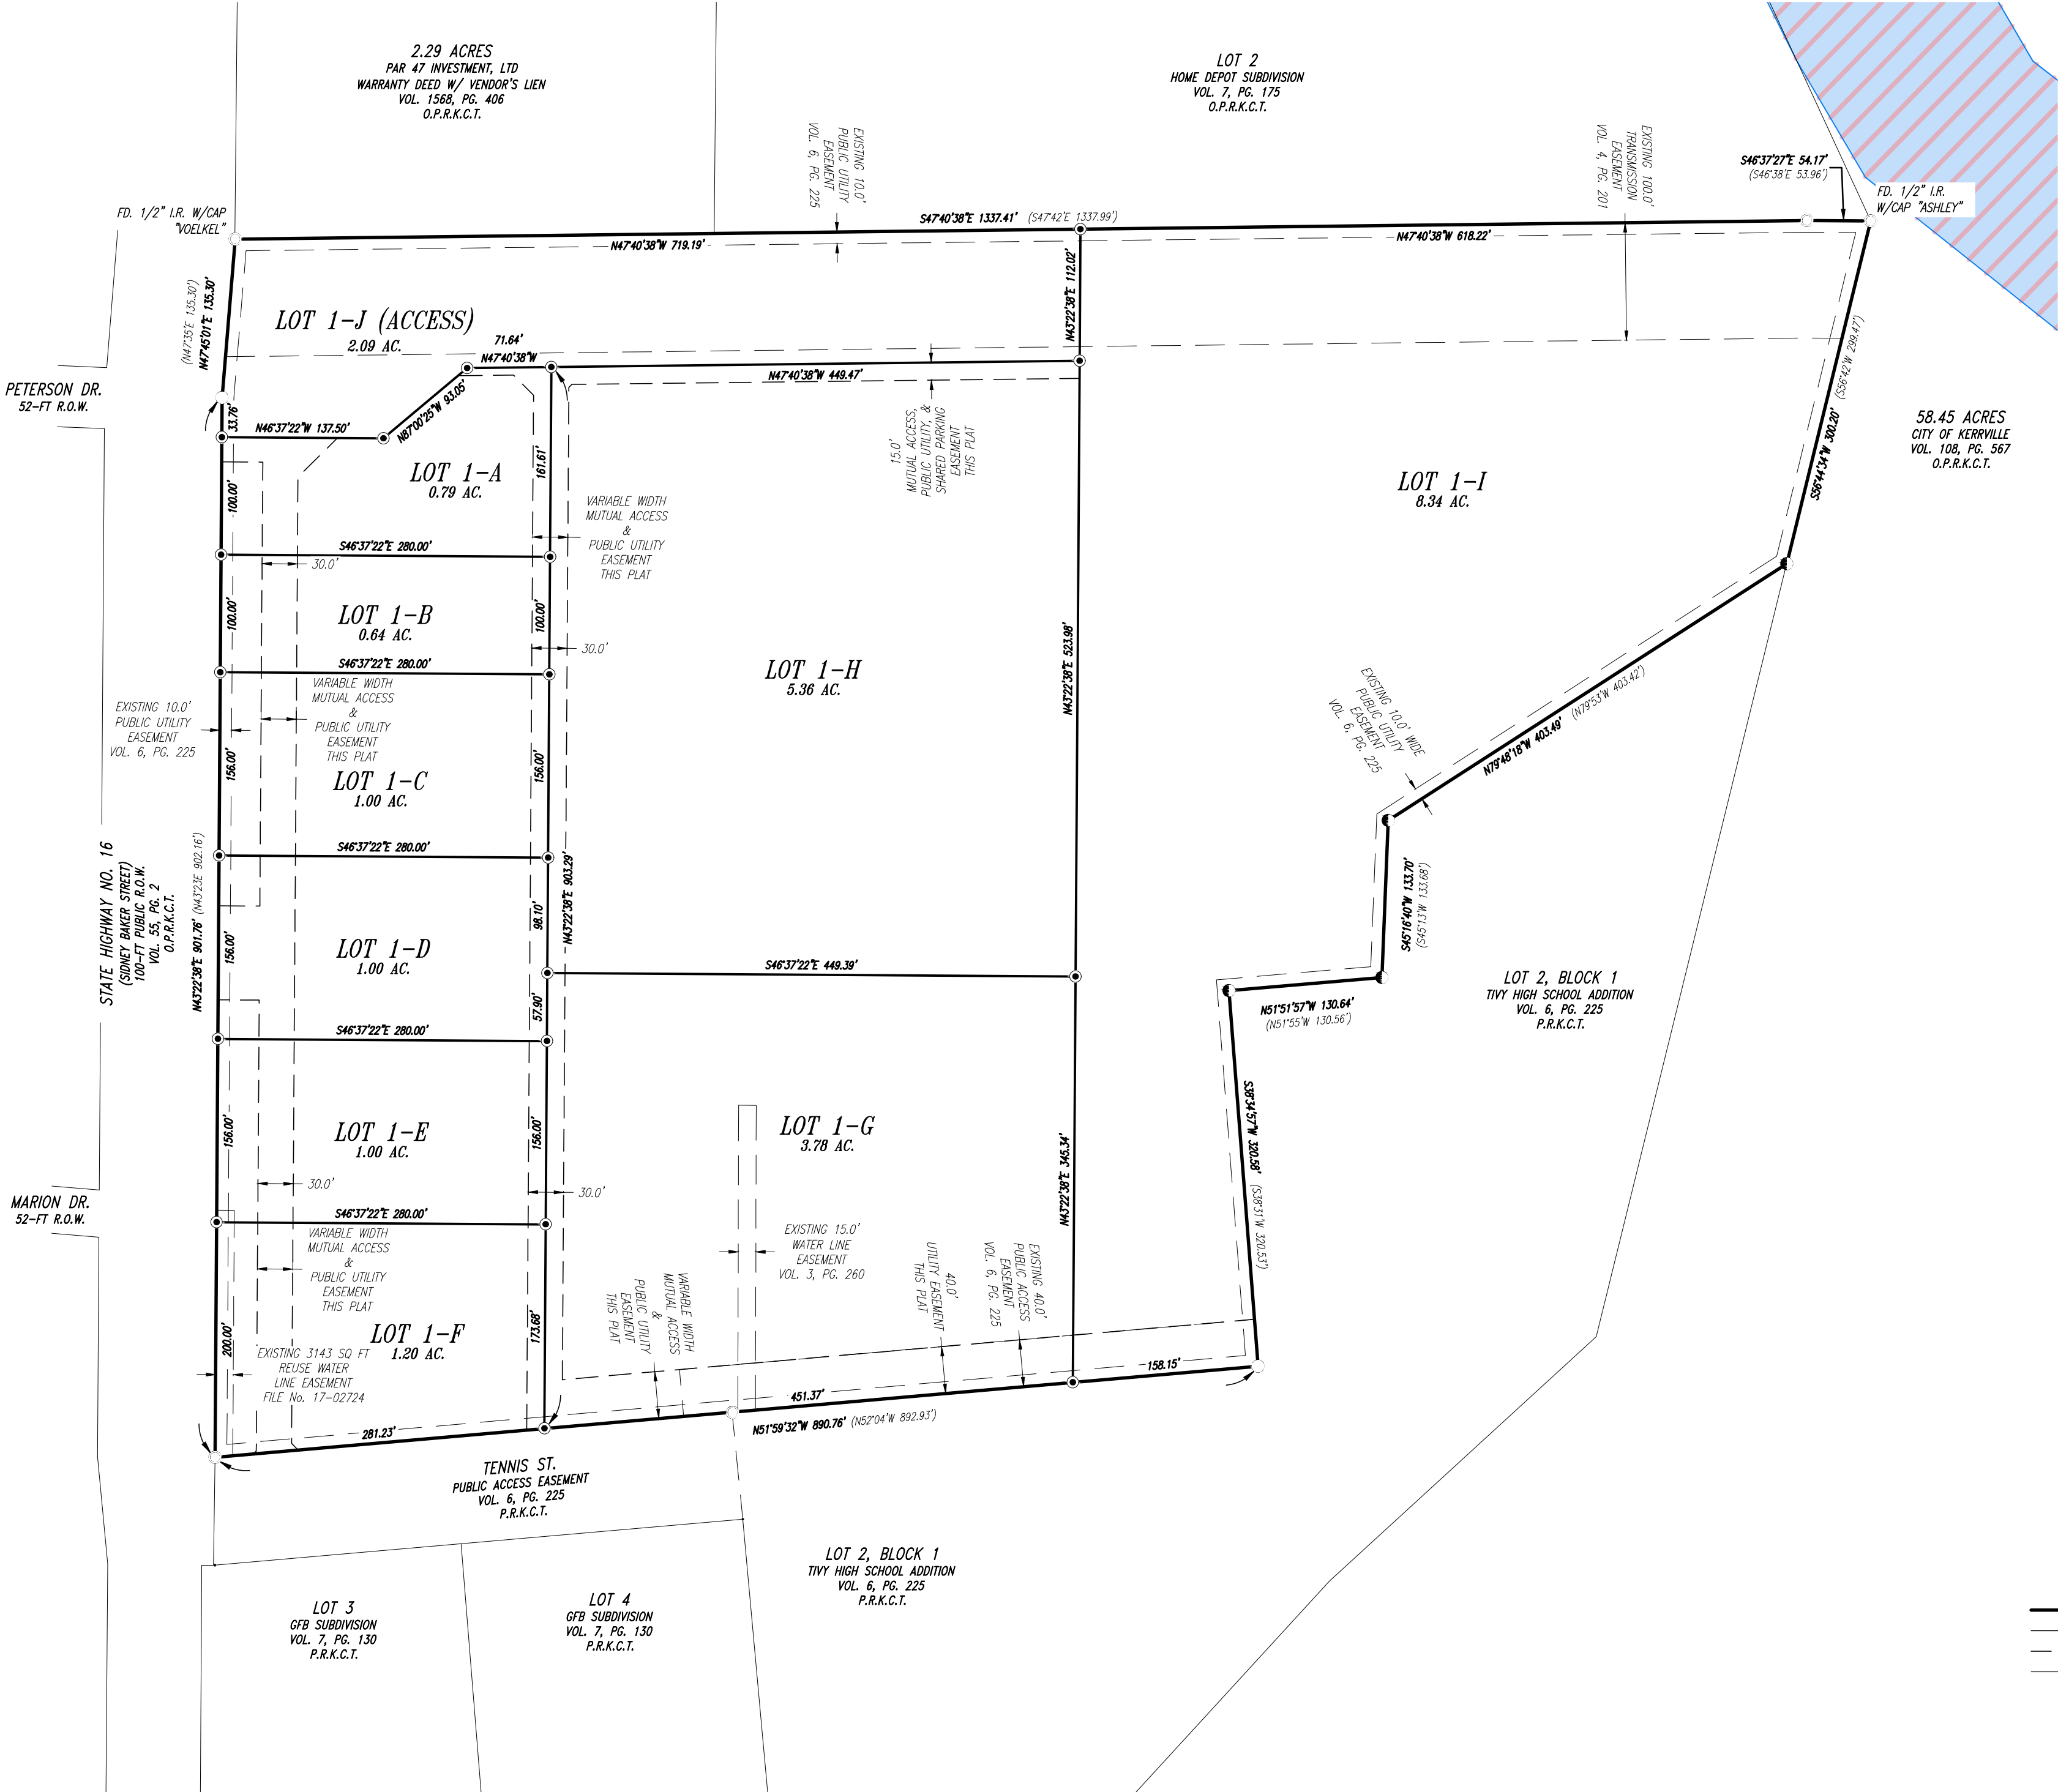 2.29 ACRES
PAR 47 INVESTMENT, LTD
WARRANTY DEED W/ VENDOR'S LIEN
VOL. 1568, PG. 406
O.P.R.K.C.T.
LOT 2
HOME DEPOT SUBDIVISION
VOL. 7, PG. 175
O.P.R.K.C.T.
EXISTING 10.0'
PUBLIC UTILITY
EASEMENT
VOL. 6, PG. 225
EXISTING 100.0'
TRANSMISSION
EASEMENT
VOL. 4, PG. 201
S46°37'27"E 54.17'
(S46°38'E 53.96')
FD. 1/2" I.R.
W/CAP "ASHLEY"
FD. 1/2" I.R. W/CAP
"VOELKEL"
S47°40'38"E 1337.41' (S47°42'E 1337.99')
N47°40'38"W 719.19'
N47°40'38"W 618.22'
(N47°35'E 135.30')
N47°45'01"E 135.30'
N43°22'38"E 112.02'
LOT 1-J (ACCESS)
2.09 AC.
71.64'
N47°40'38"W
N47°40'38"W 449.47'
S56°44'34"W 300.20' (S56°42'W 299.47')
PETERSON DR.
52-FT R.O.W.
33.76'
N46°37'22"W 137.50'
N87°00'25"W 93.05'
15.0'
MUTUAL ACCESS,
PUBLIC UTILITY, &
SHARED PARKING
EASEMENT
THIS PLAT
58.45 ACRES
CITY OF KERRVILLE
VOL. 108, PG. 567
O.P.R.K.C.T.
LOT 1-A
0.79 AC.
100.00'
161.61'
LOT 1-I
8.34 AC.
VARIABLE WIDTH
MUTUAL ACCESS
&
PUBLIC UTILITY
EASEMENT
THIS PLAT
S46°37'22"E 280.00'
30.0'
LOT 1-B
0.64 AC.
100.00'
100.00'
30.0'
S46°37'22"E 280.00'
LOT 1-H
5.36 AC.
N43°22'38"E 523.98'
VARIABLE WIDTH
MUTUAL ACCESS
&
PUBLIC UTILITY
EASEMENT
THIS PLAT
EXISTING 10.0'
PUBLIC UTILITY
EASEMENT
VOL. 6, PG. 225
EXISTING 10.0' WIDE
PUBLIC UTILITY
EASEMENT
VOL. 6, PG. 225
N79°48'18"W 403.49' (N79°53'W 403.42')
156.00'
156.00'
LOT 1-C
1.00 AC.
S46°37'22"E 280.00'
STATE HIGHWAY NO. 16
(SIDNEY BAKER STREET)
100-FT PUBLIC R.O.W.
VOL. 55, PG. 2
O.P.R.K.C.T.
N43°22'38"E 901.76' (N43°23'E 902.16')
N43°22'38"E 903.29'
98.10'
156.00'
LOT 1-D
1.00 AC.
S45°16'40"W 133.70'
(S45°13'W 133.68')
S46°37'22"E 449.39'
57.90'
N51°51'57"W 130.64'
(N51°55'W 130.56')
LOT 2, BLOCK 1
TIVY HIGH SCHOOL ADDITION
VOL. 6, PG. 225
P.R.K.C.T.
S46°37'22"E 280.00'
156.00'
LOT 1-E
1.00 AC.
156.00'
LOT 1-G
3.78 AC.
N43°22'38"E 345.34'
S38°34'57"W 320.58' (S38°31'W 320.53')
MARION DR.
52-FT R.O.W.
30.0'
30.0'
S46°37'22"E 280.00'
VARIABLE WIDTH
MUTUAL ACCESS
&
PUBLIC UTILITY
EASEMENT
THIS PLAT
EXISTING 15.0'
WATER LINE
EASEMENT
VOL. 3, PG. 260
VARIABLE WIDTH
MUTUAL ACCESS
&
PUBLIC UTILITY
EASEMENT
THIS PLAT
40.0'
UTILITY EASEMENT
THIS PLAT
EXISTING 40.0'
PUBLIC ACCESS
EASEMENT
VOL. 6, PG. 225
200.00'
LOT 1-F
1.20 AC.
173.68'
EXISTING 3143 SQ FT
REUSE WATER
LINE EASEMENT
FILE No. 17-02724
158.15'
451.37'
281.23'
N51°59'32"W 890.76' (N52°04'W 892.93')
TENNIS ST.
PUBLIC ACCESS EASEMENT
VOL. 6, PG. 225
P.R.K.C.T.
LOT 2, BLOCK 1
TIVY HIGH SCHOOL ADDITION
VOL. 6, PG. 225
P.R.K.C.T.
LOT 3
GFB SUBDIVISION
VOL. 7, PG. 130
P.R.K.C.T.
LOT 4
GFB SUBDIVISION
VOL. 7, PG. 130
P.R.K.C.T.